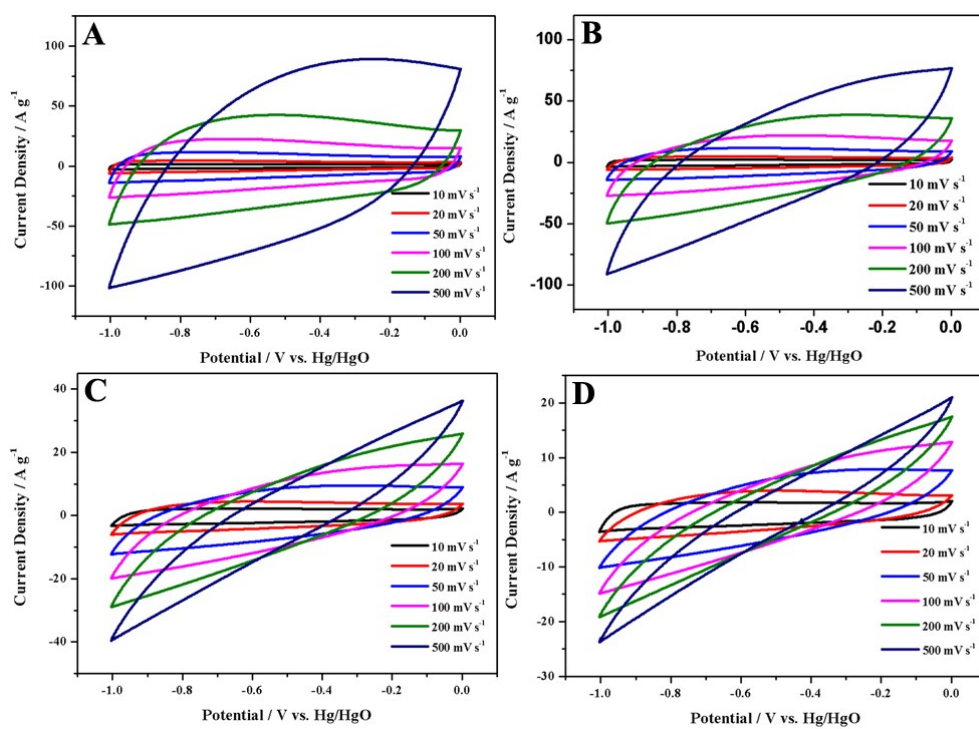 A
Current Density / A g-1
100
50
0
-50
-100
-1.0 -0.8 -0.6 -0.4 -0.2 0.0
Potential / V vs. Hg/HgO
10 mV s-1
20 mV s-1
50 mV s-1
100 mV s-1
200 mV s-1
500 mV s-1
B
Current Density / A g-1
100
50
0
-50
-100
-1.0 -0.8 -0.6 -0.4 -0.2 0.0
Potential / V vs. Hg/HgO
10 mV s-1
20 mV s-1
50 mV s-1
100 mV s-1
200 mV s-1
500 mV s-1
C
Current Density / A g-1
40
20
0
-20
-40
-1.0 -0.8 -0.6 -0.4 -0.2 0.0
Potential / V vs. Hg/HgO
10 mV s-1
20 mV s-1
50 mV s-1
100 mV s-1
200 mV s-1
500 mV s-1
D
Current Density / A g-1
20
10
0
-10
-20
-30
-1.0 -0.8 -0.6 -0.4 -0.2 0.0
Potential / V vs. Hg/HgO
10 mV s-1
20 mV s-1
50 mV s-1
100 mV s-1
200 mV s-1
500 mV s-1